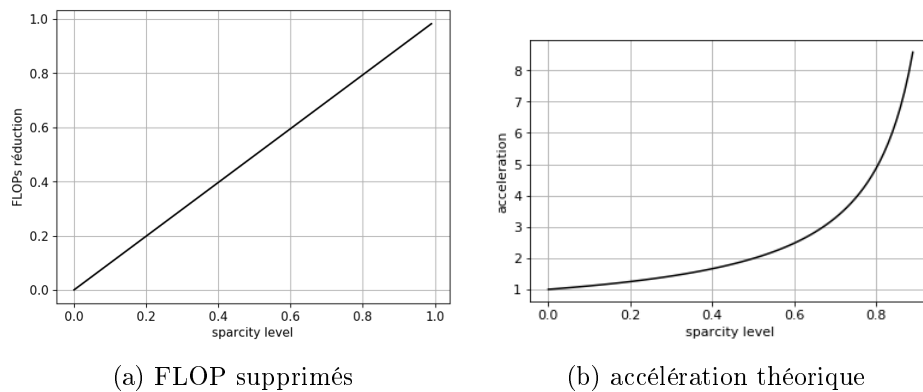 1.0
0.8
0.6
0.4
0.2
0.0
FLOPs réduction
0.0 0.2 0.4 0.6 0.8 1.0
sparcity level
(a) FLOP supprimés
8
7
6
5
4
3
2
1
acceleration
0.0 0.2 0.4 0.6 0.8
sparcity level
(b) accélération théorique